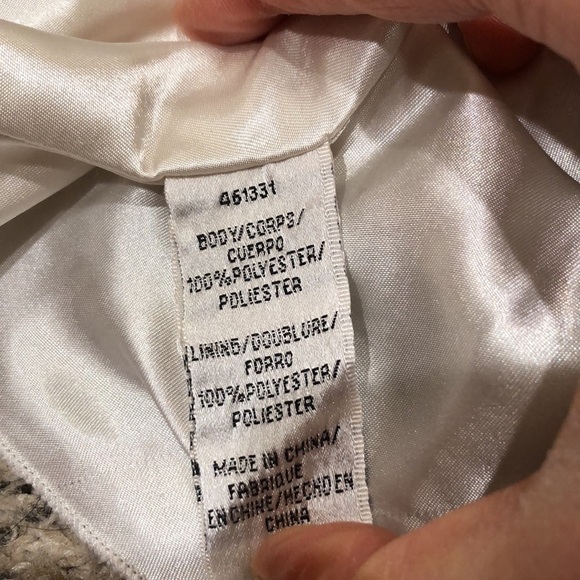 461331
BODY/CORPS/
CUERPO
100%POLYESTER/
POLIESTER
LINING/DOUBLURE/
FORRO
100%POLYESTER/
POLIESTER
MADE IN CHINA/
FABRIQUE
EN CHINE/HECHO EN
CHINA